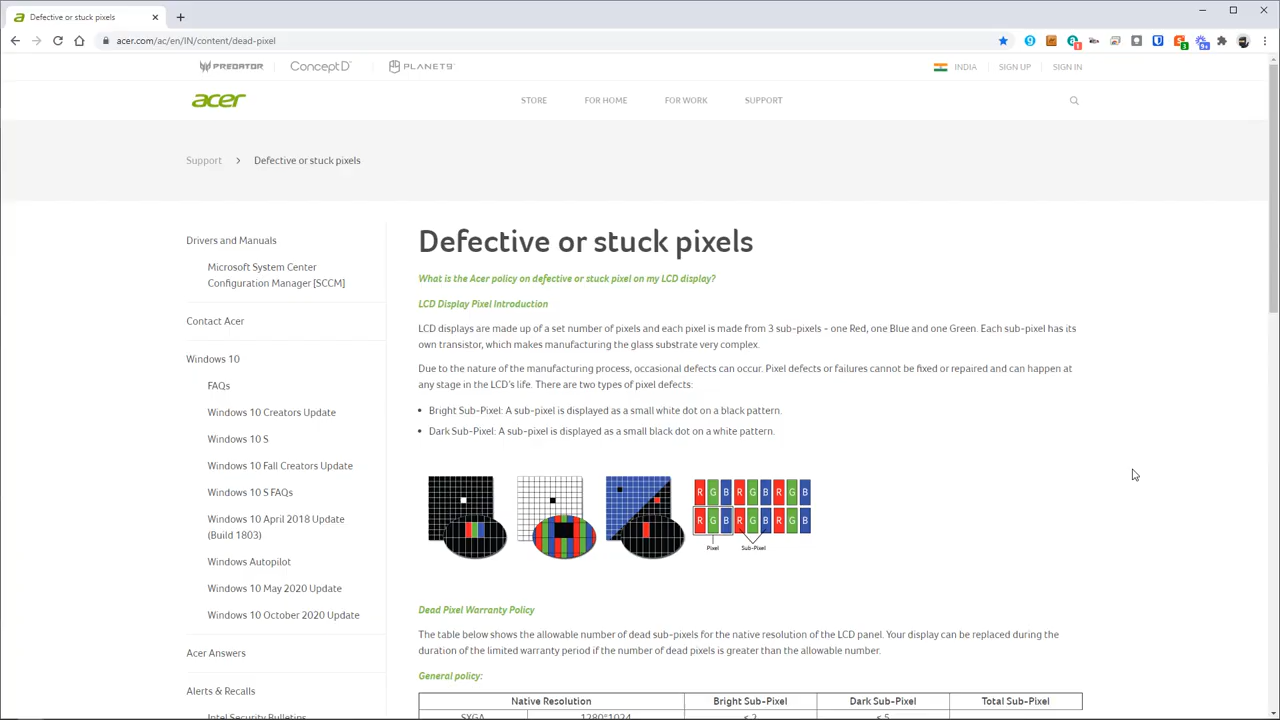 Defective or stuck pixels
acer.com/ac/en/IN/content/dead-pixel
PREDATOR
ConceptD
PLANET9
INDIA
SIGN UP
SIGN IN
acer
STORE
FOR HOME
FOR WORK
SUPPORT
Support
Defective or stuck pixels
Drivers and Manuals
Microsoft System Center
Configuration Manager [SCCM]
Contact Acer
Windows 10
FAQs
Windows 10 Creators Update
Windows 10 S
Windows 10 Fall Creators Update
Windows 10 S FAQs
Windows 10 April 2018 Update
(Build 1803)
Windows Autopilot
Windows 10 May 2020 Update
Windows 10 October 2020 Update
Acer Answers
Alerts & Recalls
Intel Security Bulletins
Defective or stuck pixels
What is the Acer policy on defective or stuck pixel on my LCD display?
LCD Display Pixel Introduction
LCD displays are made up of a set number of pixels and each pixel is made from 3 sub-pixels - one Red, one Blue and one Green. Each sub-pixel has its
own transistor, which makes manufacturing the glass substrate very complex.
Due to the nature of the manufacturing process, occasional defects can occur. Pixel defects or failures cannot be fixed or repaired and can happen at
any stage in the LCD's life. There are two types of pixel defects:
• Bright Sub-Pixel: A sub-pixel is displayed as a small white dot on a black pattern.
• Dark Sub-Pixel: A sub-pixel is displayed as a small black dot on a white pattern.
R G B R G B R G B
R G B R G B R G B
Pixel
Sub-Pixel
Dead Pixel Warranty Policy
The table below shows the allowable number of dead sub-pixels for the native resolution of the LCD panel. Your display can be replaced during the
duration of the limited warranty period if the number of dead pixels is greater than the allowable number.
General policy:
Native Resolution Bright Sub-Pixel Dark Sub-Pixel Total Sub-Pixel
SXGA 1280*1024